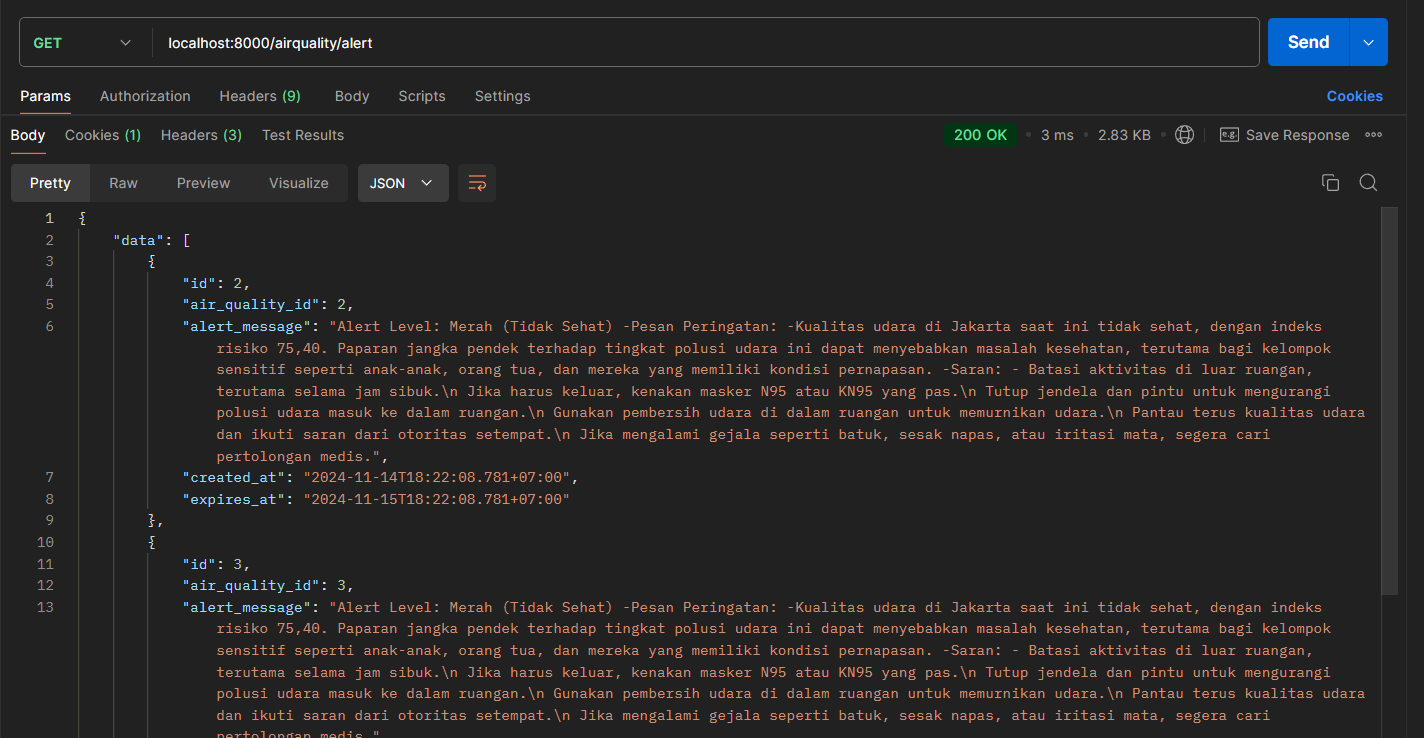 GET localhost:8000/airquality/alert Send
Params Authorization Headers (9) Body Scripts Settings Cookies
Body Cookies (1) Headers (3) Test Results 200 OK • 3 ms • 2.83 KB • e.g. Save Response
Pretty Raw Preview Visualize JSON
1 {
2 "data": [
3 {
4 "id": 2,
5 "air_quality_id": 2,
6 "alert_message": "Alert Level: Merah (Tidak Sehat) -Pesan Peringatan: -Kualitas udara di Jakarta saat ini tidak sehat, dengan indeks
risiko 75,40. Paparan jangka pendek terhadap tingkat polusi udara ini dapat menyebabkan masalah kesehatan, terutama bagi kelompok
sensitif seperti anak-anak, orang tua, dan mereka yang memiliki kondisi pernapasan. -Saran: - Batasi aktivitas di luar ruangan,
terutama selama jam sibuk.\n Jika harus keluar, kenakan masker N95 atau KN95 yang pas.\n Tutup jendela dan pintu untuk mengurangi
polusi udara masuk ke dalam ruangan.\n Gunakan pembersih udara di dalam ruangan untuk memurnikan udara.\n Pantau terus kualitas udara
dan ikuti saran dari otoritas setempat.\n Jika mengalami gejala seperti batuk, sesak napas, atau iritasi mata, segera cari
pertolongan medis.",
7 "created_at": "2024-11-14T18:22:08.781+07:00",
8 "expires_at": "2024-11-15T18:22:08.781+07:00"
9 },
10 {
11 "id": 3,
12 "air_quality_id": 3,
13 "alert_message": "Alert Level: Merah (Tidak Sehat) -Pesan Peringatan: -Kualitas udara di Jakarta saat ini tidak sehat, dengan indeks
risiko 75,40. Paparan jangka pendek terhadap tingkat polusi udara ini dapat menyebabkan masalah kesehatan, terutama bagi kelompok
sensitif seperti anak-anak, orang tua, dan mereka yang memiliki kondisi pernapasan. -Saran: - Batasi aktivitas di luar ruangan,
terutama selama jam sibuk.\n Jika harus keluar, kenakan masker N95 atau KN95 yang pas.\n Tutup jendela dan pintu untuk mengurangi
polusi udara masuk ke dalam ruangan.\n Gunakan pembersih udara di dalam ruangan untuk memurnikan udara.\n Pantau terus kualitas udara
dan ikuti saran dari otoritas setempat.\n Jika mengalami gejala seperti batuk, sesak napas, atau iritasi mata, segera cari
pertolongan medis."